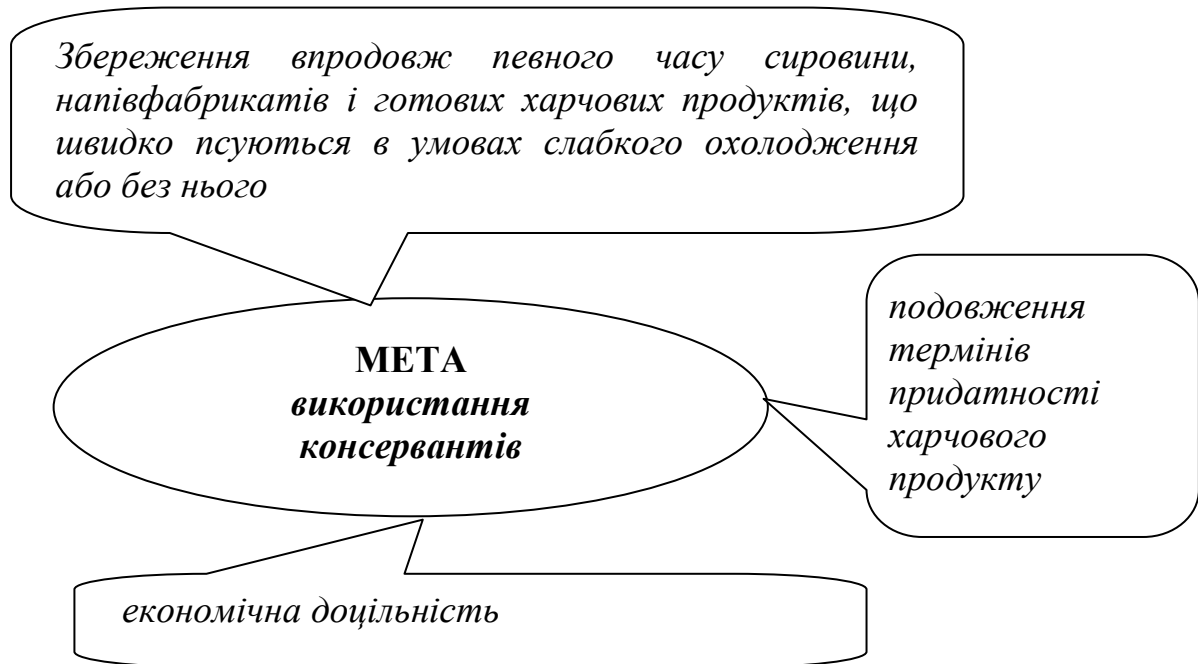 Збереження впродовж певного часу сировини,
напівфабрикатів і готових харчових продуктів, що
швидко псуються в умовах слабкого охолодження
або без нього
МЕТА
використання
консервантів
подовження
термінів
придатності
харчового
продукту
економічна доцільність